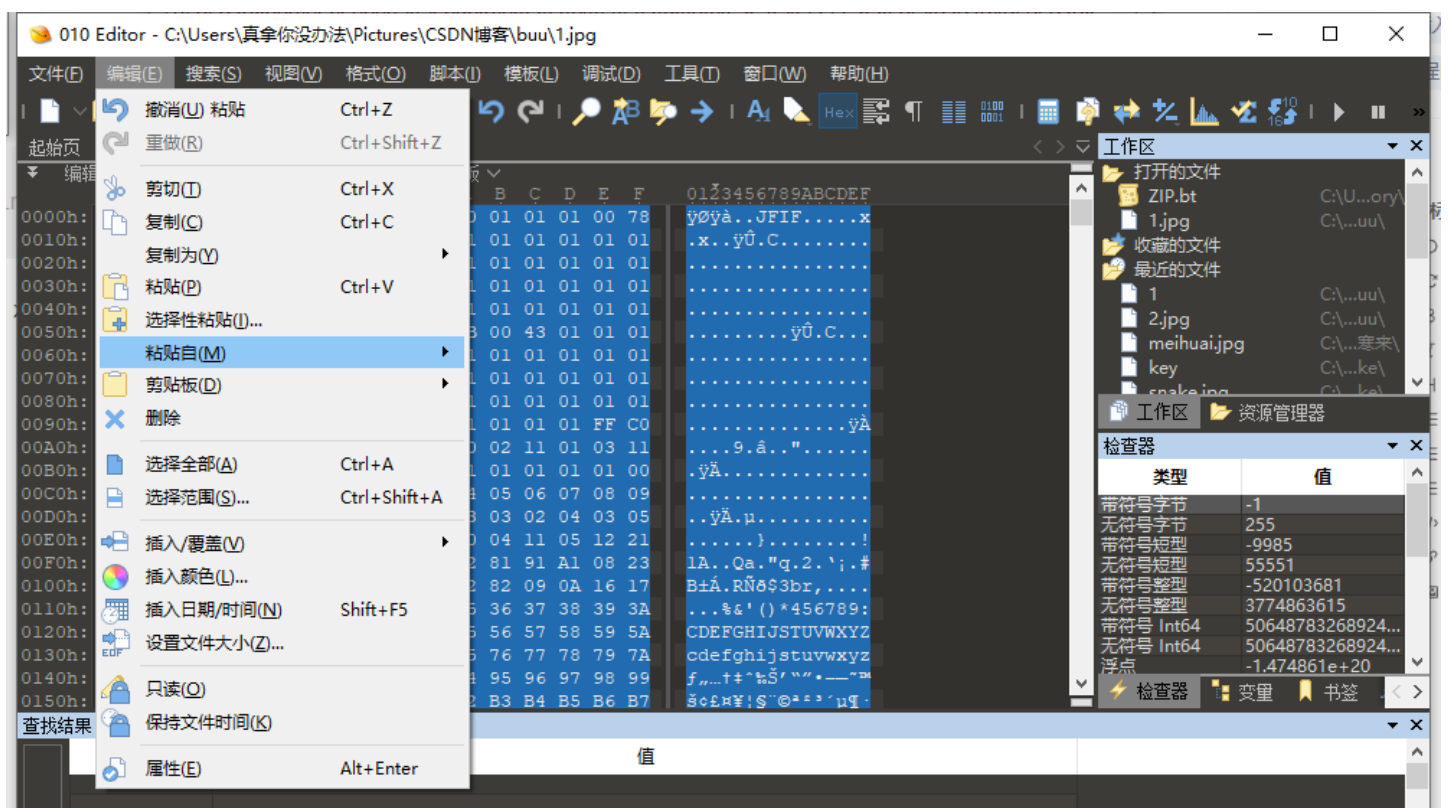 010 Editor - C:\Users\真拿你没办法\Pictures\CSDN博客\buu\1.jpg
文件(F) 编辑(E) 搜索(S) 视图(V) 格式(O) 脚本(I) 模板(L) 调试(D) 工具(T) 窗口(W) 帮助(H)
起始页
编辑
撤消(U) 粘贴 Ctrl+Z
重做(R) Ctrl+Shift+Z
剪切(T) Ctrl+X
复制(C) Ctrl+C
复制为(Y)
粘贴(P) Ctrl+V
选择性粘贴(I)...
粘贴自(M)
剪贴板(D)
删除
选择全部(A) Ctrl+A
选择范围(S)... Ctrl+Shift+A
插入/覆盖(V)
插入颜色(L)...
插入日期/时间(N) Shift+F5
设置文件大小(Z)...
只读(O)
保持文件时间(K)
属性(E) Alt+Enter
B C D E F 0123456789ABCDEF
0000h: 01 01 01 00 78 ÿØÿà..JFIF.....x
0010h: 01 01 01 01 01 .x..ÿÛ.C........
0020h: 01 01 01 01 01 ................
0030h: 01 01 01 01 01 ................
0040h: 01 01 01 01 01 ................
0050h: 00 43 01 01 01 ..........ÿÛ.C...
0060h: 01 01 01 01 01 ................
0070h: 01 01 01 01 01 ................
0080h: 01 01 01 01 01 ................
0090h: 01 01 01 FF C0 ..............ÿÀ
00A0h: 02 11 01 03 11 ....9.â..".....
00B0h: 01 01 01 01 00 .ÿÄ.............
00C0h: 05 06 07 08 09 ................
00D0h: 03 02 04 03 05 ..ÿÄ.µ..........
00E0h: 04 11 05 12 21 ......}........!
00F0h: 81 91 A1 08 23 1A..Qa."q.2.‘¡.#
0100h: 82 09 0A 16 17 B±Á.RÑð$3br‚....
0110h: 36 37 38 39 3A ...%&'()*456789:
0120h: 56 57 58 59 5A CDEFGHIJSTUVWXYZ
0130h: 76 77 78 79 7A cdefghijstuvwxyz
0140h: 95 96 97 98 99 ƒ„…†‡ˆ‰Š’“”•–—˜™
0150h: B3 B4 B5 B6 B7 š¢£¤¥¦§¨©ª²³´µ¶·
工作区
打开的文件
ZIP.bt C:\U...ory\
1.jpg C:\...uu\
收藏的文件
最近的文件
1 C:\...uu\
2.jpg C:\...uu\
meihuai.jpg C:\...寒来\
key C:\...ke\
snake.jpg C:\...ke\
工作区 资源管理器
检查器
类型 值
带符号字节 -1
无符号字节 255
带符号短型 -9985
无符号短型 55551
带符号整型 -520103681
无符号整型 3774863615
带符号 Int64 50648783268924...
无符号 Int64 50648783268924...
浮点 -1.474861e+20
检查器 变量 书签
查找结果
值